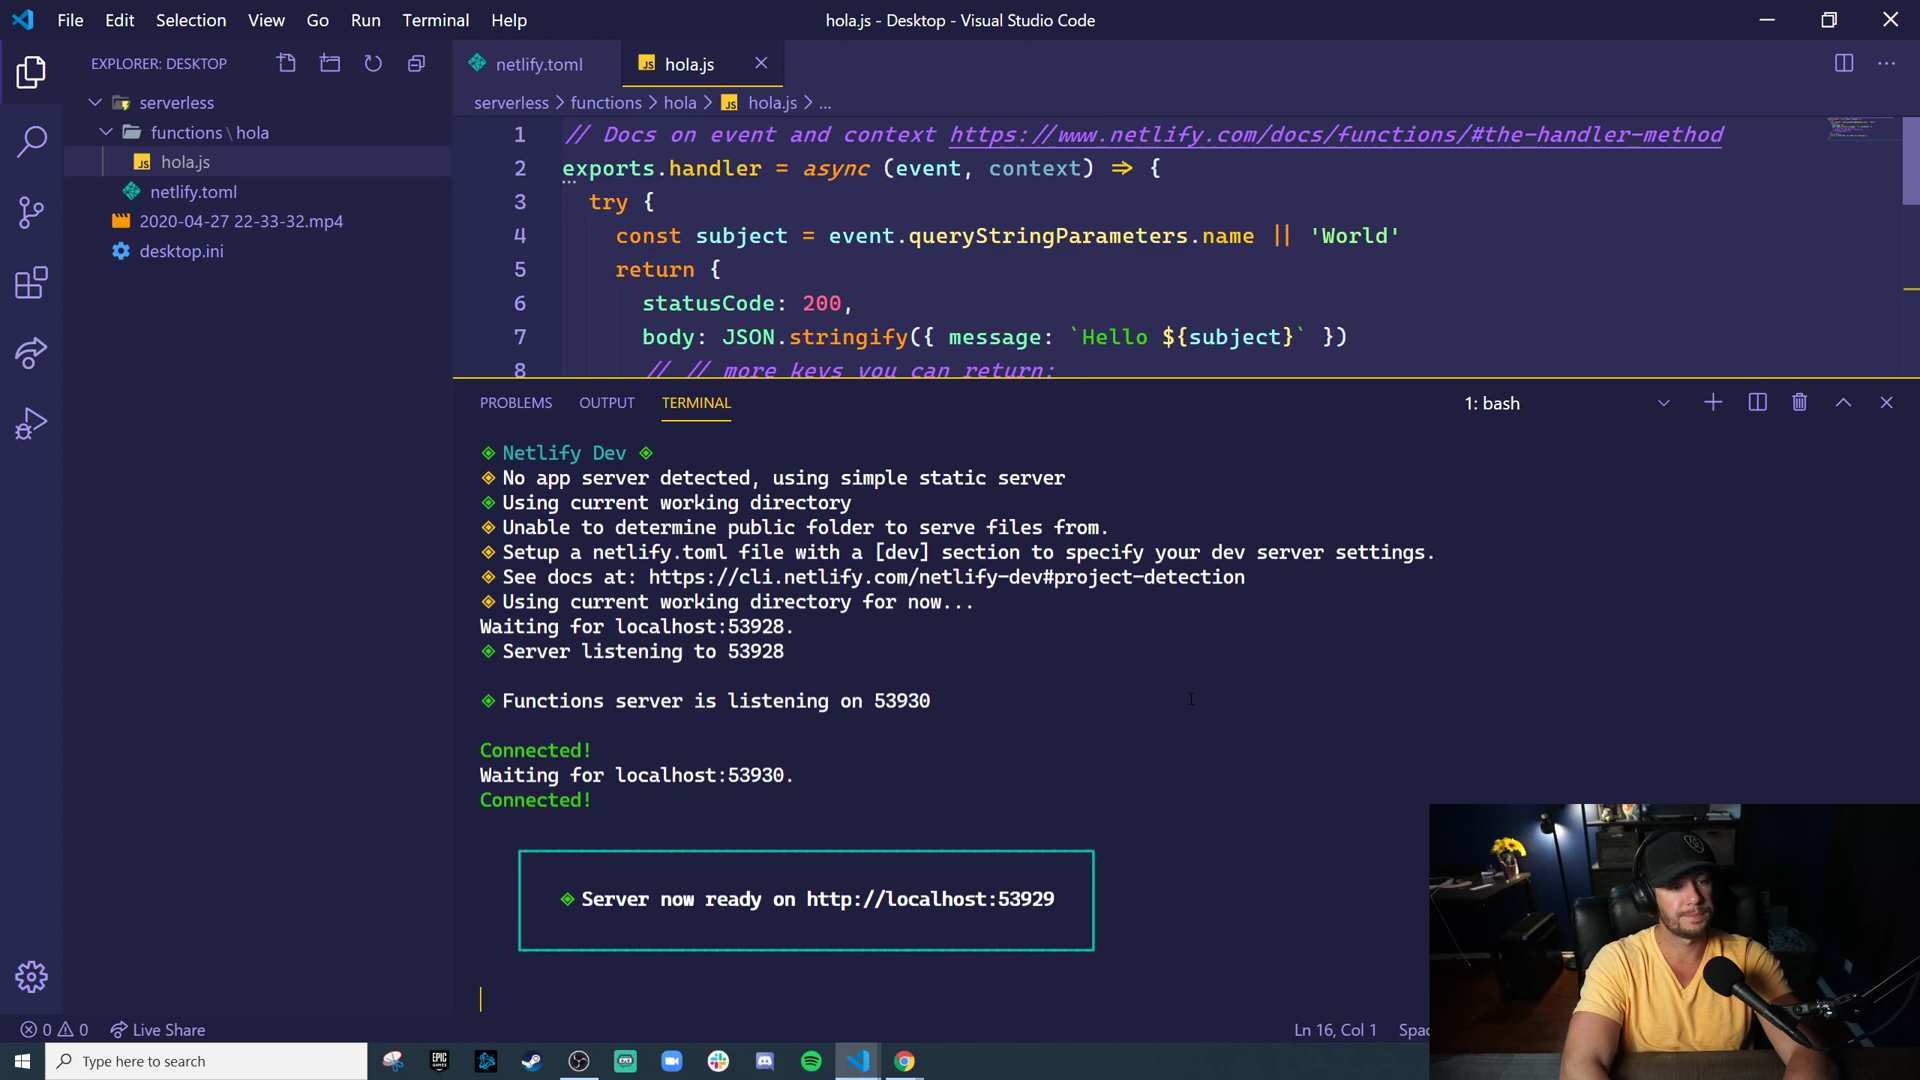 File Edit Selection View Go Run Terminal Help
hola.js - Desktop - Visual Studio Code
EXPLORER: DESKTOP
serverless
functions \ hola
hola.js
netlify.toml
2020-04-27 22-33-32.mp4
desktop.ini
netlify.toml
hola.js
serverless > functions > hola > JS hola.js > ...
1 // Docs on event and context https://www.netlify.com/docs/functions/#the-handler-method
2 exports.handler = async (event, context) => {
3 try {
4 const subject = event.queryStringParameters.name || 'World'
5 return {
6 statusCode: 200,
7 body: JSON.stringify({ message: `Hello ${subject}` })
8 // // more keys you can return:
PROBLEMS OUTPUT TERMINAL
1: bash
Netlify Dev
No app server detected, using simple static server
Using current working directory
Unable to determine public folder to serve files from.
Setup a netlify.toml file with a [dev] section to specify your dev server settings.
See docs at: https://cli.netlify.com/netlify-dev#project-detection
Using current working directory for now...
Waiting for localhost:53928.
Server listening to 53928
Functions server is listening on 53930
Connected!
Waiting for localhost:53930.
Connected!
Server now ready on http://localhost:53929
0 0 Live Share
Ln 16, Col 1
Spac
Type here to search
EPIC GAMES